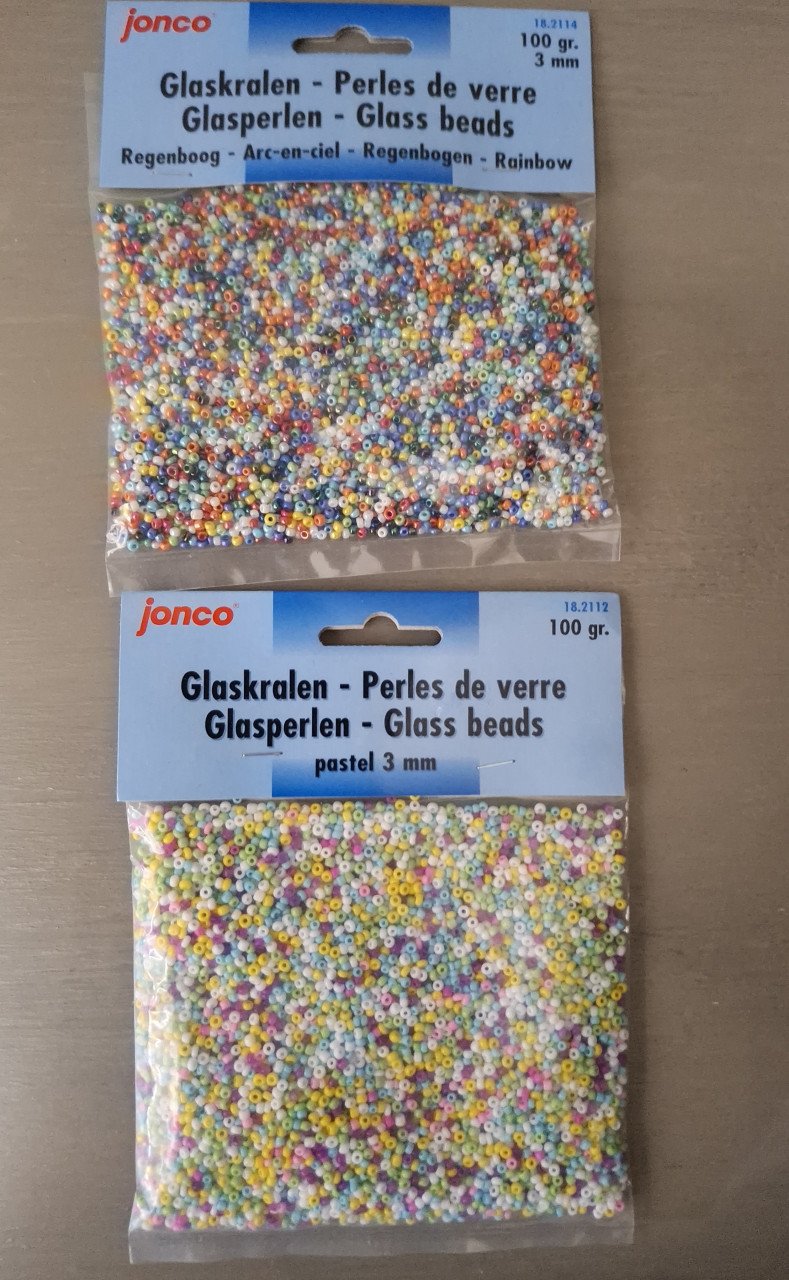 jonco
18.2114
100 gr.
3 mm
Glaskralen - Perles de verre
Glasperlen - Glass beads
Regenboog - Arc-en-ciel - Regenbogen - Rainbow
jonco
18.2112
100 gr.
Glaskralen - Perles de verre
Glasperlen - Glass beads
pastel 3 mm